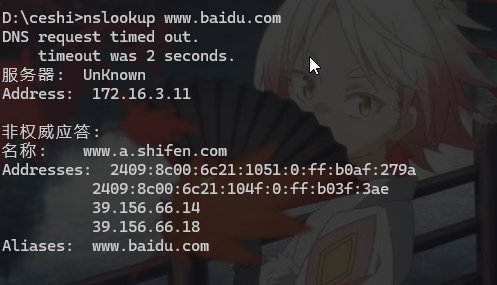 D:\ceshi>nslookup www.baidu.com
DNS request timed out.
    timeout was 2 seconds.
服务器:  UnKnown
Address:  172.16.3.11

非权威应答:
名称:    www.a.shifen.com
Addresses:  2409:8c00:6c21:1051:0:ff:b0af:279a
          2409:8c00:6c21:104f:0:ff:b03f:3ae
          39.156.66.14
          39.156.66.18
Aliases:  www.baidu.com